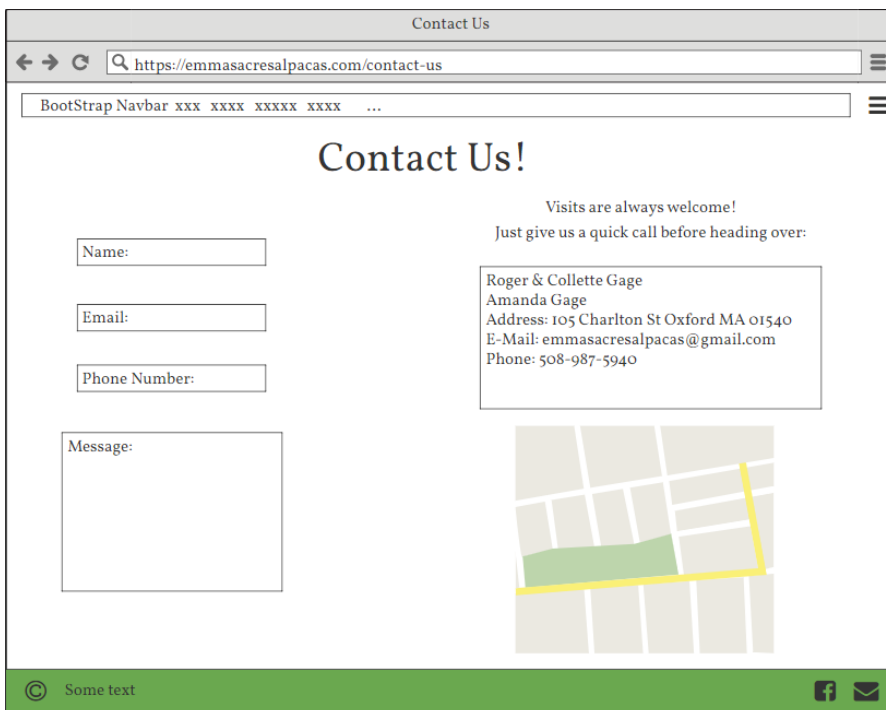 Contact Us
https://emmasacresalpacas.com/contact-us
BootStrap Navbar xxx xxxx xxxxx xxxx ...
Contact Us!
Visits are always welcome!
Just give us a quick call before heading over:
Name:
Email:
Phone Number:
Message:
Roger & Collette Gage
Amanda Gage
Address: 105 Charlton St Oxford MA 01540
E-Mail: emmasacresalpacas@gmail.com
Phone: 508-987-5940
© Some text